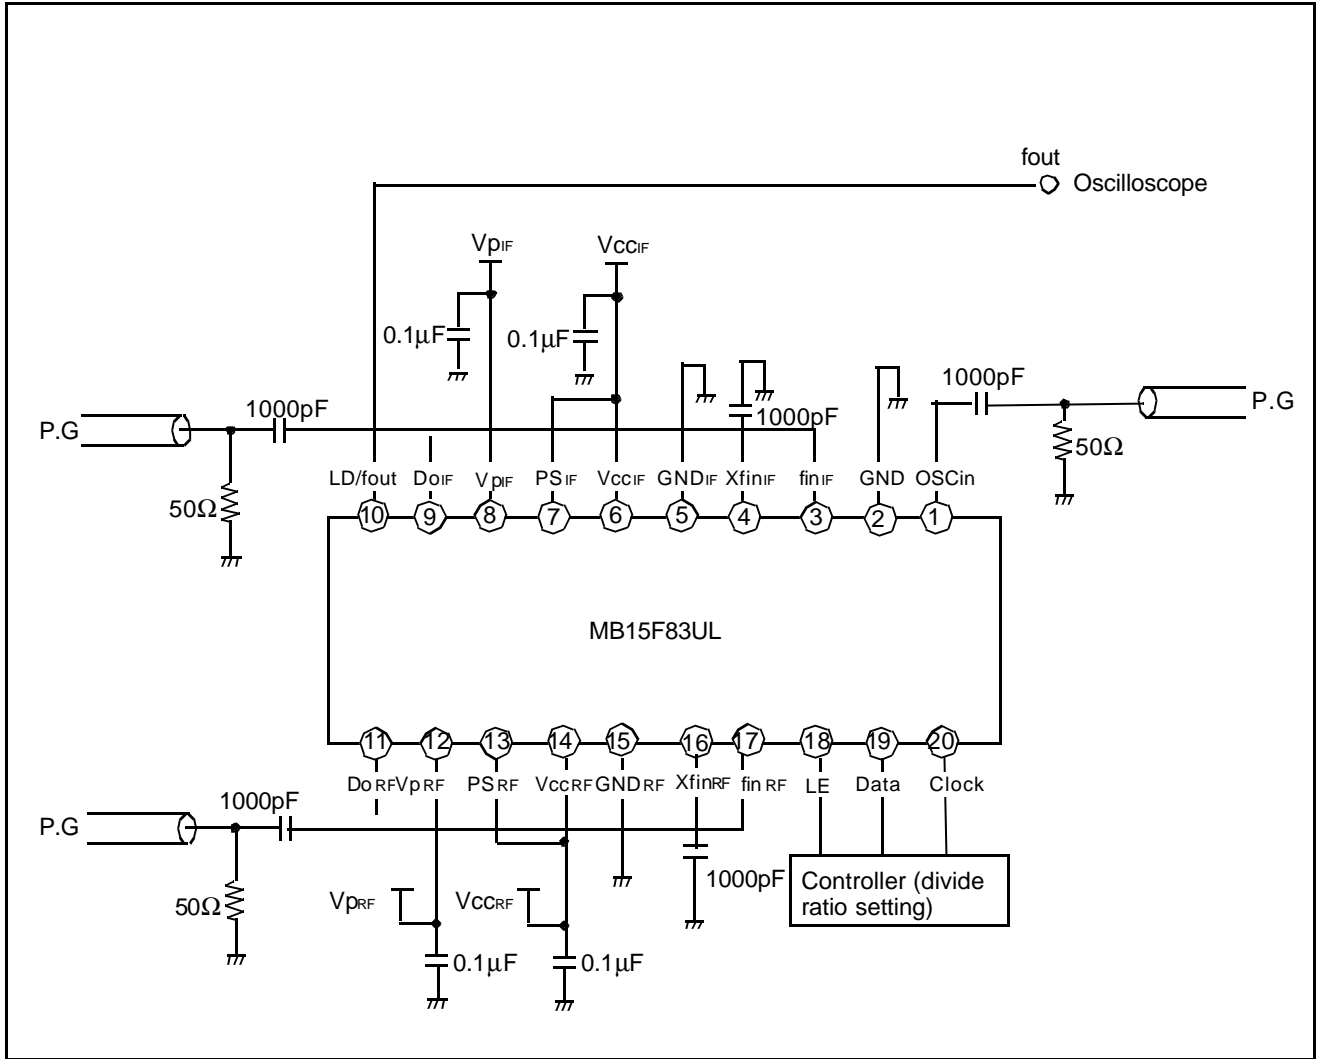 fout
Oscilloscope
VpIF
VccIF
0.1μF
0.1μF
1000pF
P.G
1000pF
1000pF
P.G
50Ω
50Ω
LD/fout DoIF VpIF PSIF VccIF GNDIF XfinIF finIF GND OSCin
10 9 8 7 6 5 4 3 2 1
MB15F83UL
11 12 13 14 15 16 17 18 19 20
DoRF VpRF PSRF VccRF GNDRF XfinRF finRF LE Data Clock
1000pF
P.G
50Ω
VpRF
VccRF
1000pF
Controller (divide
ratio setting)
0.1μF
0.1μF